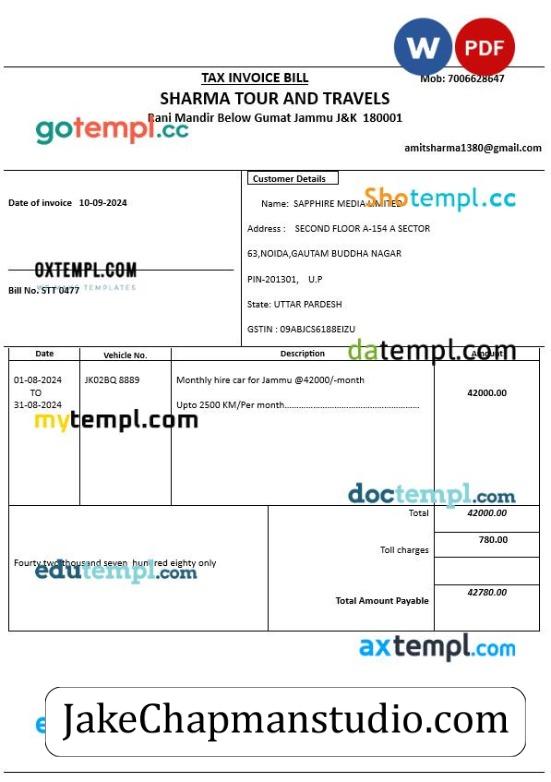 W PDF
TAX INVOICE BILL
Mob: 7006628647
SHARMA TOUR AND TRAVELS
Rani Mandir Below Gumat Jammu J&K 180001
gotempl.cc
amitsharma1380@gmail.com
Customer Details
Date of invoice 10-09-2024
Name: SAPPHIRE MEDIA LIMITED
Shotempl.cc
Address : SECOND FLOOR A-154 A SECTOR
63,NOIDA,GAUTAM BUDDHA NAGAR
OXTEMPL.COM
PIN-201301, U.P
TEMPLATES
Bill No. STT 0477
State: UTTAR PARDESH
GSTIN : 09ABJCS6188EIZU
datempl.com
Date Vehicle No. Description Amount
01-08-2024 JK02BQ 8889 Monthly hire car for Jammu @42000/-month
TO 42000.00
31-08-2024 Upto 2500 KM/Per month
mytempl.com
doctempl.com
Total 42000.00
780.00
Toll charges
Fourty two thousand seven hundred eighty only
edutempl.com
42780.00
Total Amount Payable
axtempl.com
JakeChapmanstudio.com